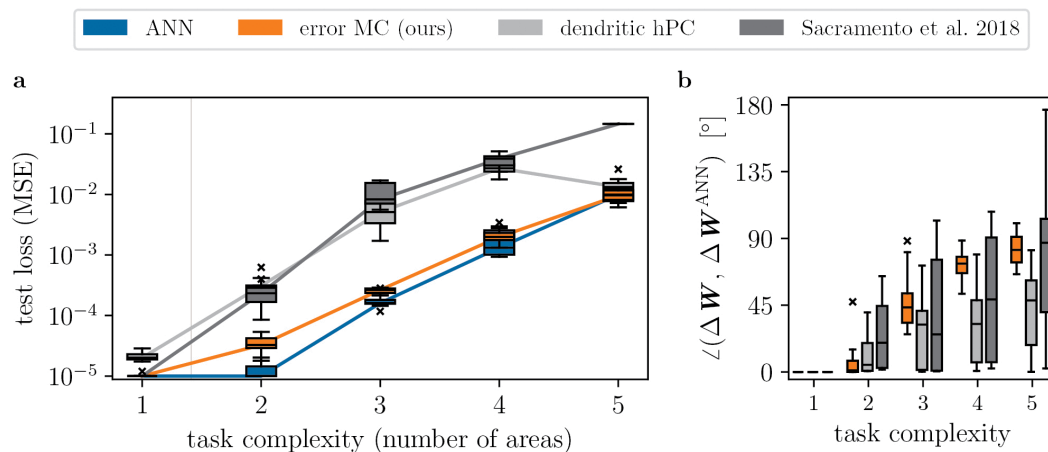 ANN error MC (ours) dendritic hPC Sacramento et al. 2018
a
test loss (MSE)
10⁻¹
10⁻²
10⁻³
10⁻⁴
10⁻⁵
1 2 3 4 5
task complexity (number of areas)
b
∠(ΔW, ΔW^ANN) [°]
180
135
90
45
0
1 2 3 4 5
task complexity